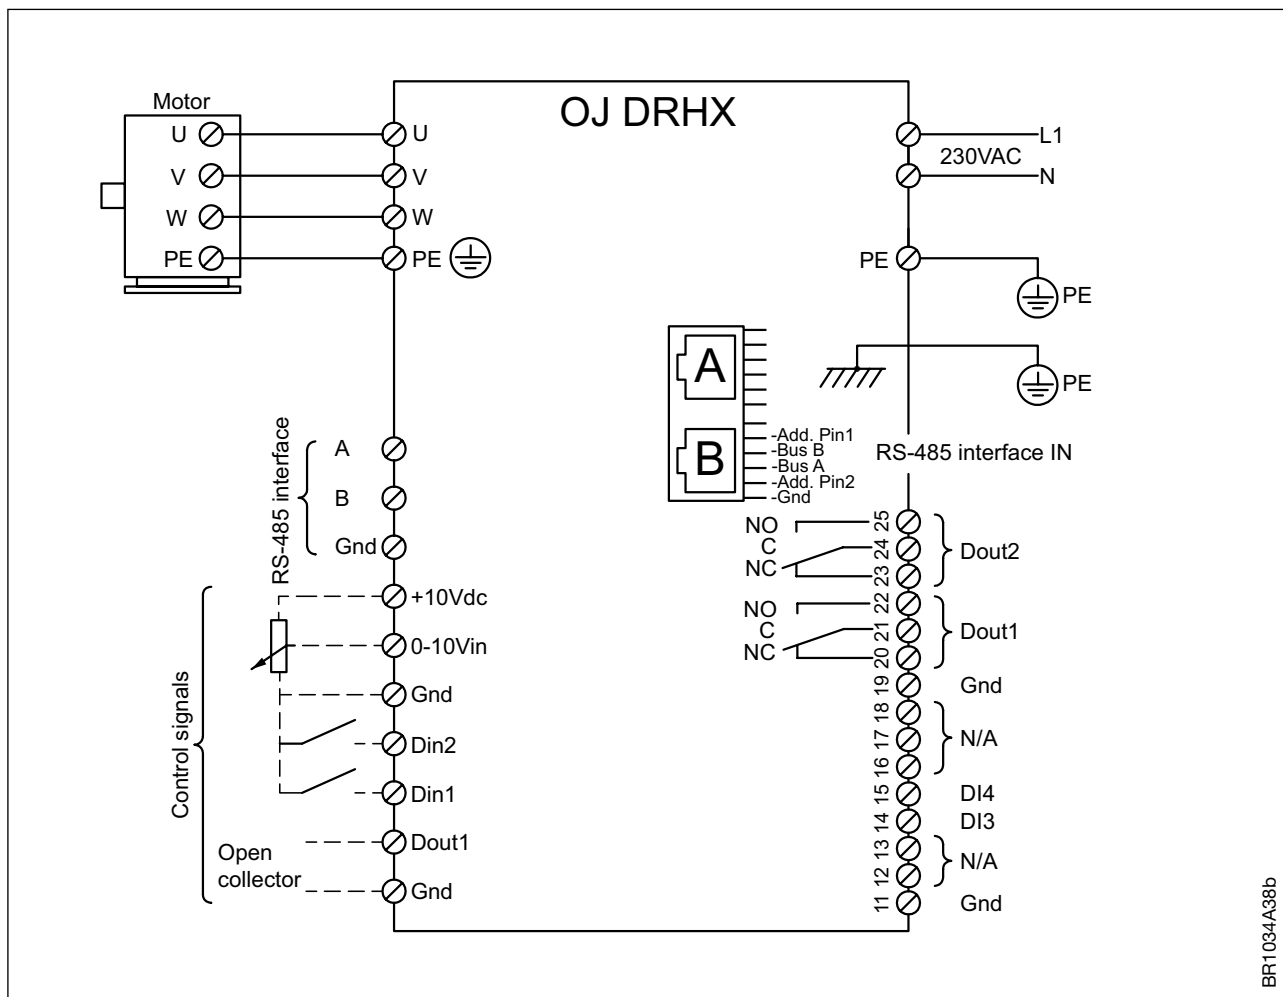 OJ DRHX
Motor
U
V
W
PE
U
V
W
PE
L1
230VAC
N
PE
PE
PE
A
B
-Add. Pin1
-Bus B
-Bus A
-Add. Pin2
-Gnd
RS-485 interface IN
RS-485 interface
A
B
Gnd
Control signals
+10Vdc
0-10Vin
Gnd
Din2
Din1
Dout1
Gnd
Open
collector
NO
C
NC
25
24
23
Dout2
NO
C
NC
22
21
20
Dout1
19
Gnd
18
17
16
N/A
15
DI4
14
DI3
13
12
N/A
11
Gnd
BR1034A38b